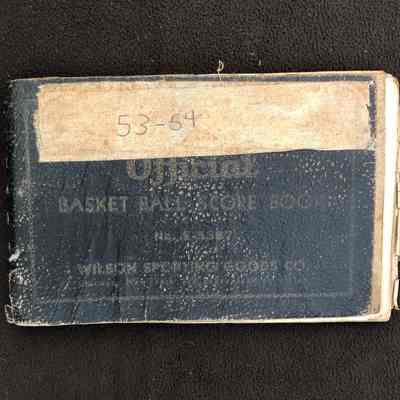 53-64
Official
BASKET BALL SCORE BOOK
WILSON SPORTING GOODS CO.